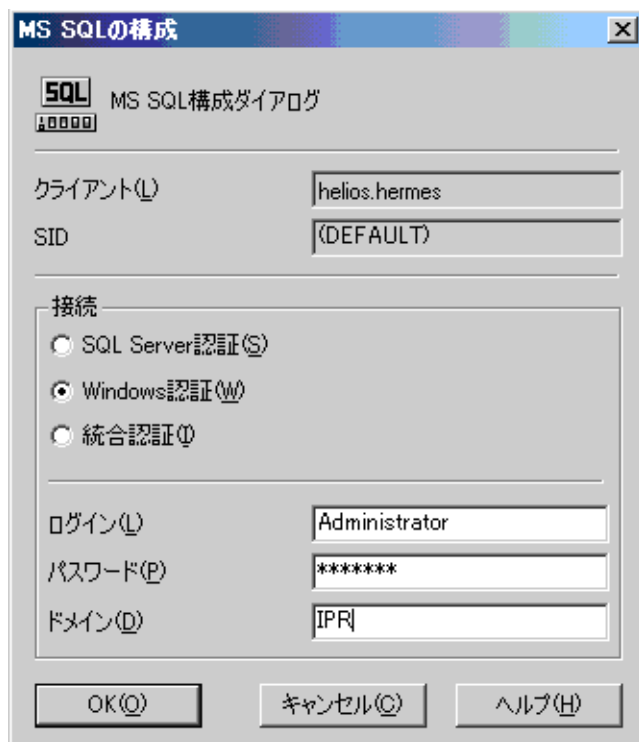 MS SQLの構成
SQL
MS SQL構成ダイアログ
クライアント(L) helios.hermes
SID (DEFAULT)
接続
SQL Server認証(S)
Windows認証(W)
統合認証(I)
ログイン(L) Administrator
パスワード(P) *******
ドメイン(D) IPR
OK(O) キャンセル(C) ヘルプ(H)